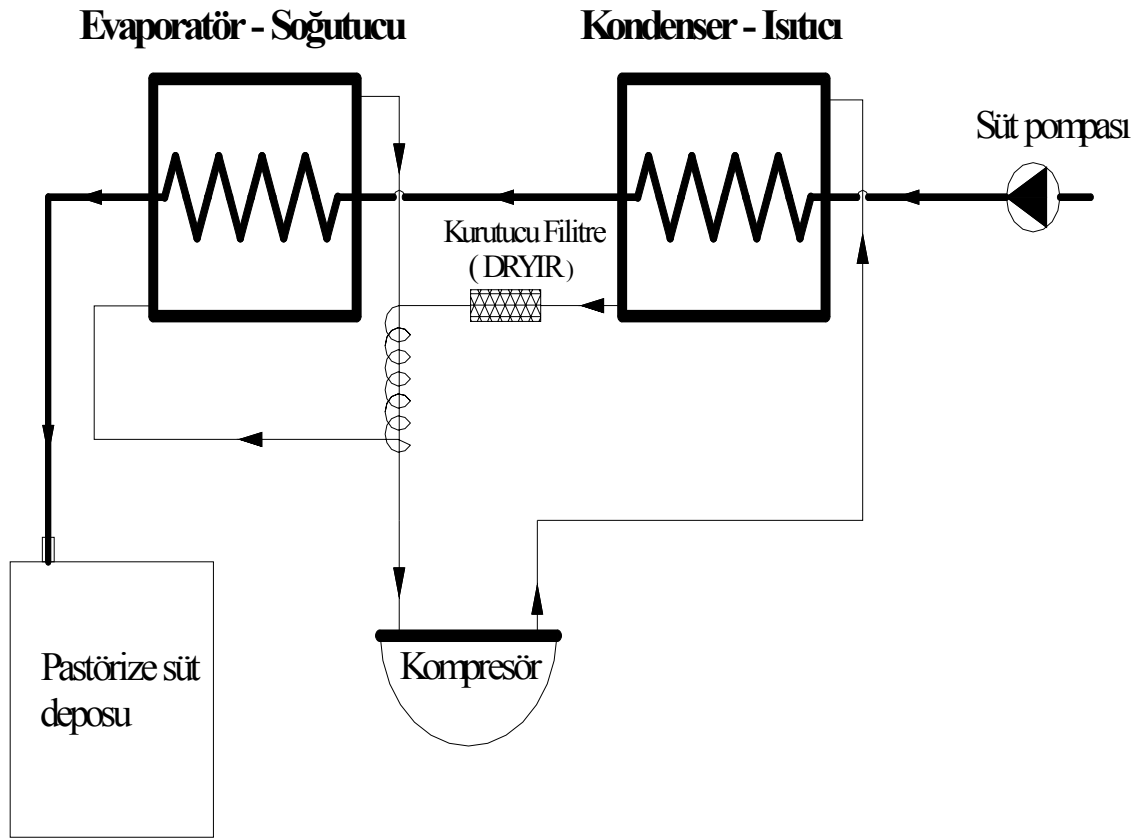 Evaporatör - Soğutucu
Kondenser - Isıtıcı
Süt pompası
Kurutucu Filitre
( DRYIR )
Pastörize süt
deposu
Kompresör